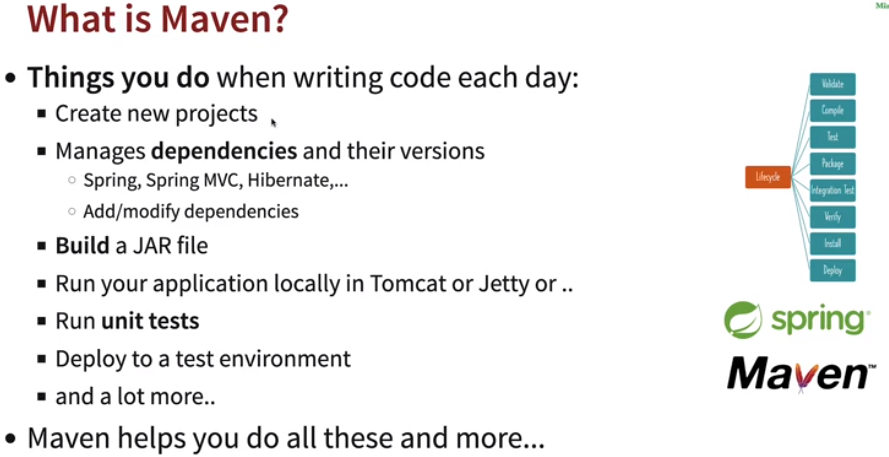 What is Maven?
• Things you do when writing code each day:
▪ Create new projects
▪ Manages dependencies and their versions
○ Spring, Spring MVC, Hibernate,...
○ Add/modify dependencies
▪ Build a JAR file
▪ Run your application locally in Tomcat or Jetty or ..
▪ Run unit tests
▪ Deploy to a test environment
▪ and a lot more..
• Maven helps you do all these and more...
Lifecycle
Validate
Compile
Test
Package
Integration Test
Verify
Install
Deploy
spring
Maven™